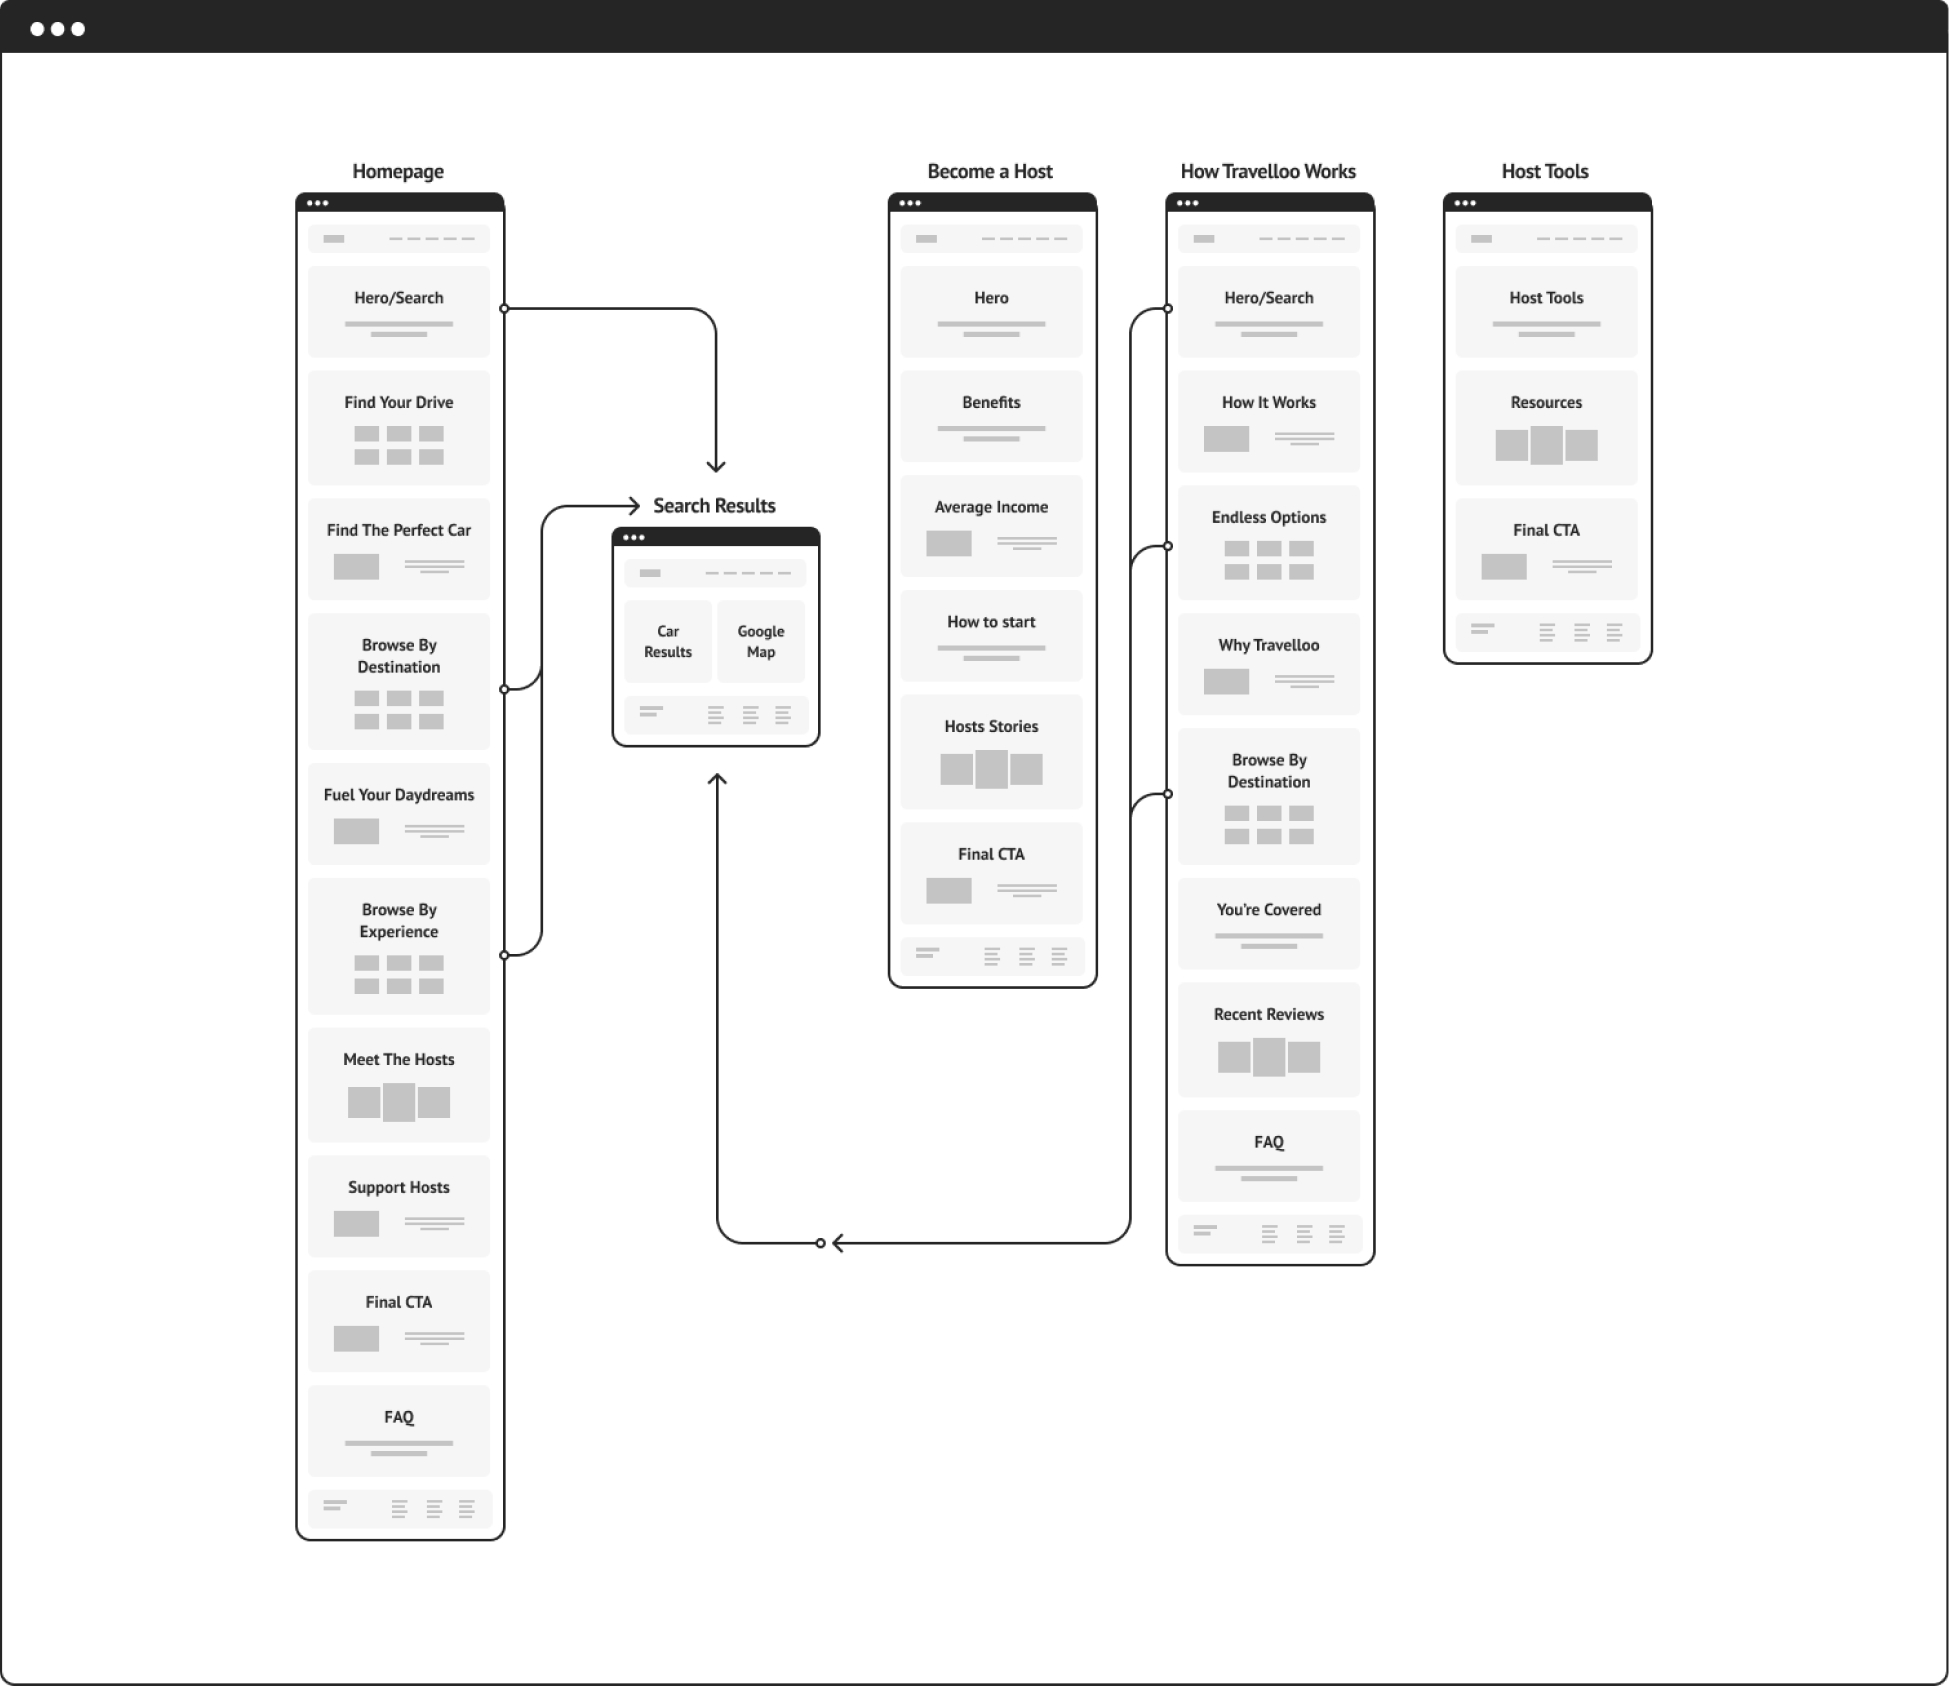 Homepage
Hero/Search
Find Your Drive
Find The Perfect Car
Browse By
Destination
Fuel Your Daydreams
Browse By
Experience
Meet The Hosts
Support Hosts
Final CTA
FAQ
Search Results
Car
Results
Google
Map
Become a Host
Hero
Benefits
Average Income
How to start
Hosts Stories
Final CTA
How Travelloo Works
Hero/Search
How It Works
Endless Options
Why Travelloo
Browse By
Destination
You're Covered
Recent Reviews
FAQ
Host Tools
Host Tools
Resources
Final CTA